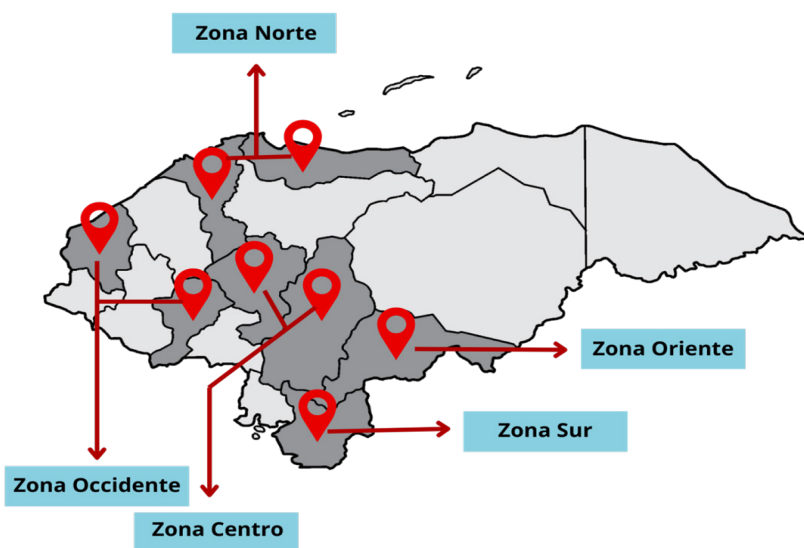 Zona Norte
Zona Oriente
Zona Sur
Zona Occidente
Zona Centro